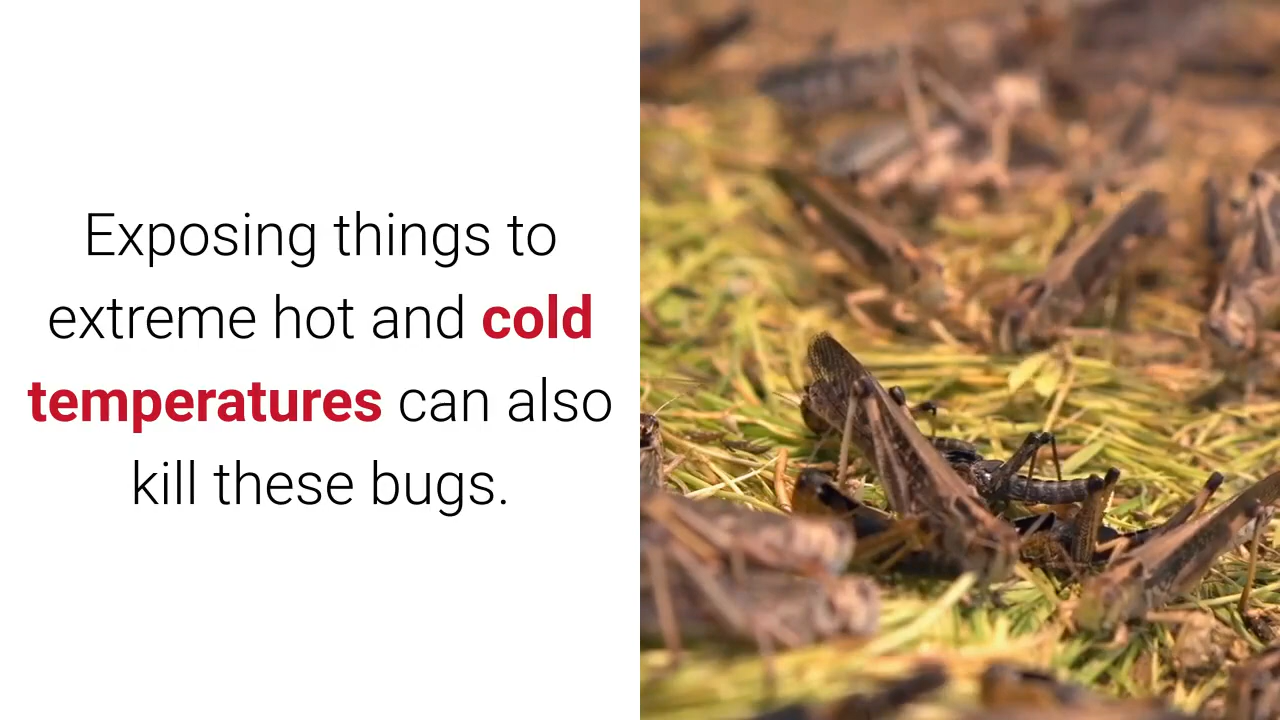 Exposing things to
extreme hot and cold
temperatures can also
kill these bugs.